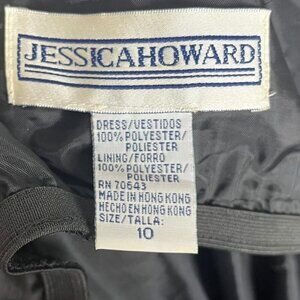 JESSICAHOWARD
DRESS/VESTIDOS
100% POLYESTER/
POLIESTER
LINING/FORRO
100% POLYESTER/
POLIESTER
RN 70643
MADE IN HONG KONG
HECHO EN HONG KONG
SIZE/TALLA:
10